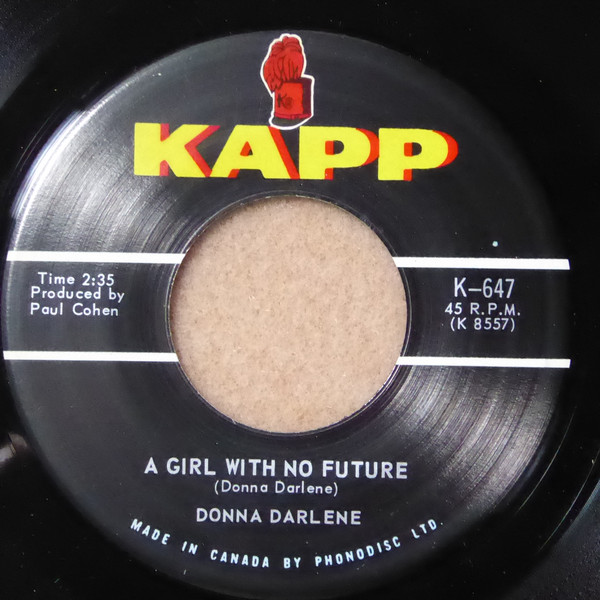 KAPP
Time 2:35
Produced by
Paul Cohen
K-647
45 R.P.M.
(K 8557)
A GIRL WITH NO FUTURE
(Donna Darlene)
DONNA DARLENE
MADE IN CANADA BY PHONODISC LTD.